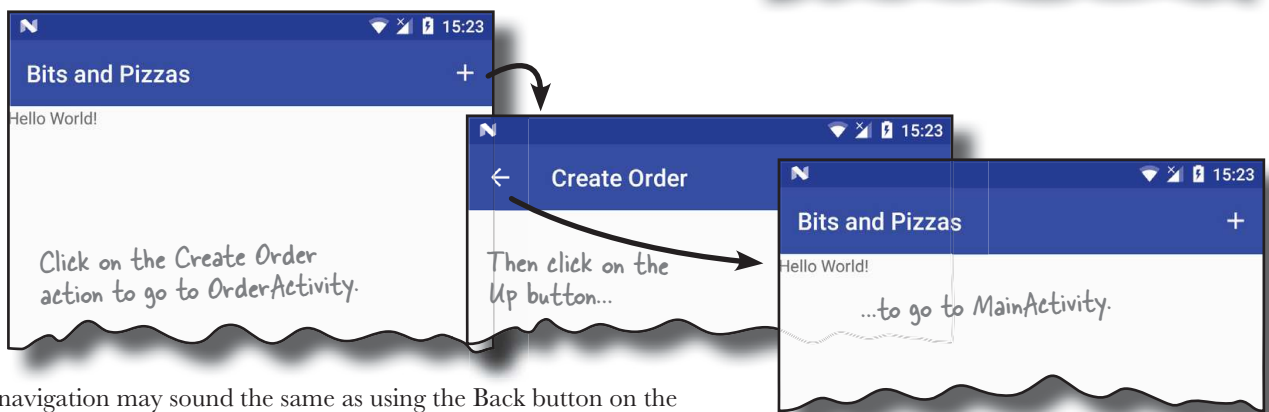 15:23
Bits and Pizzas
+
Hello World!
Click on the Create Order
action to go to OrderActivity.
15:23
Create Order
Then click on the
Up button...
15:23
Bits and Pizzas
+
Hello World!
...to go to MainActivity.
navigation may sound the same as using the Back button on the